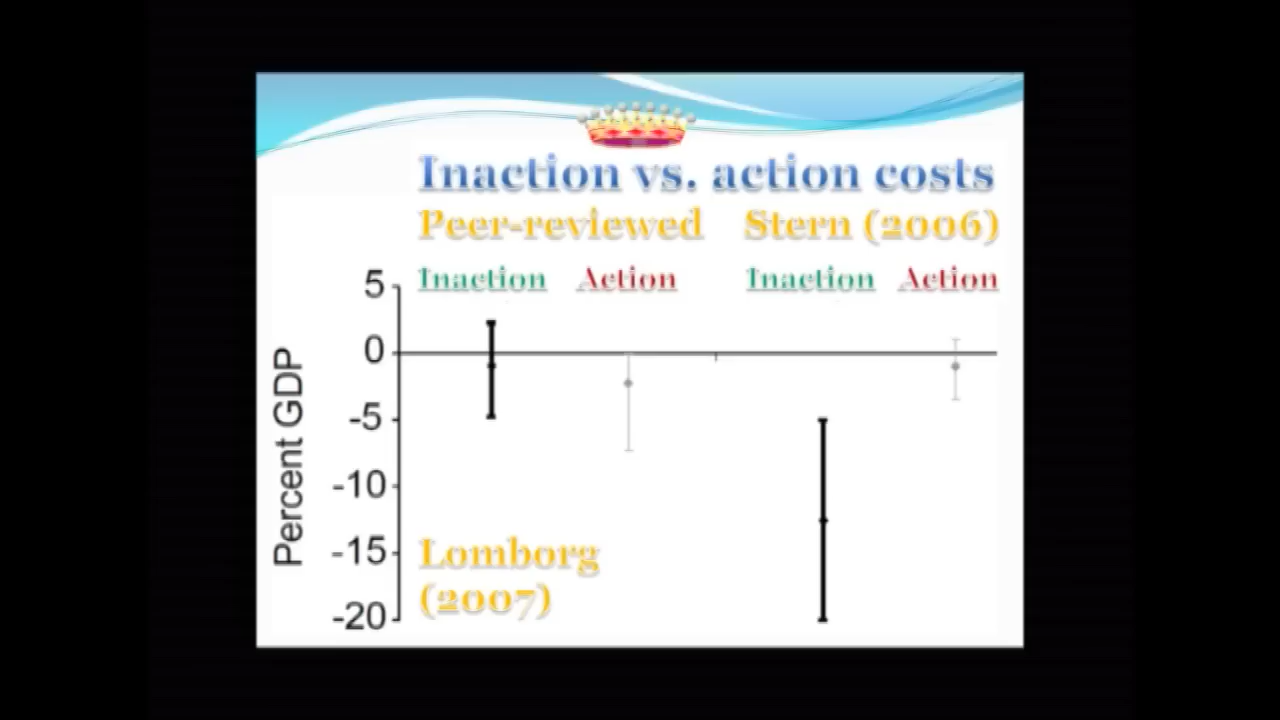 Inaction vs. action costs
Peer-reviewed Stern (2006)
Inaction Action Inaction Action
5
0
-5
-10
-15
-20
Percent GDP
Lomborg
(2007)